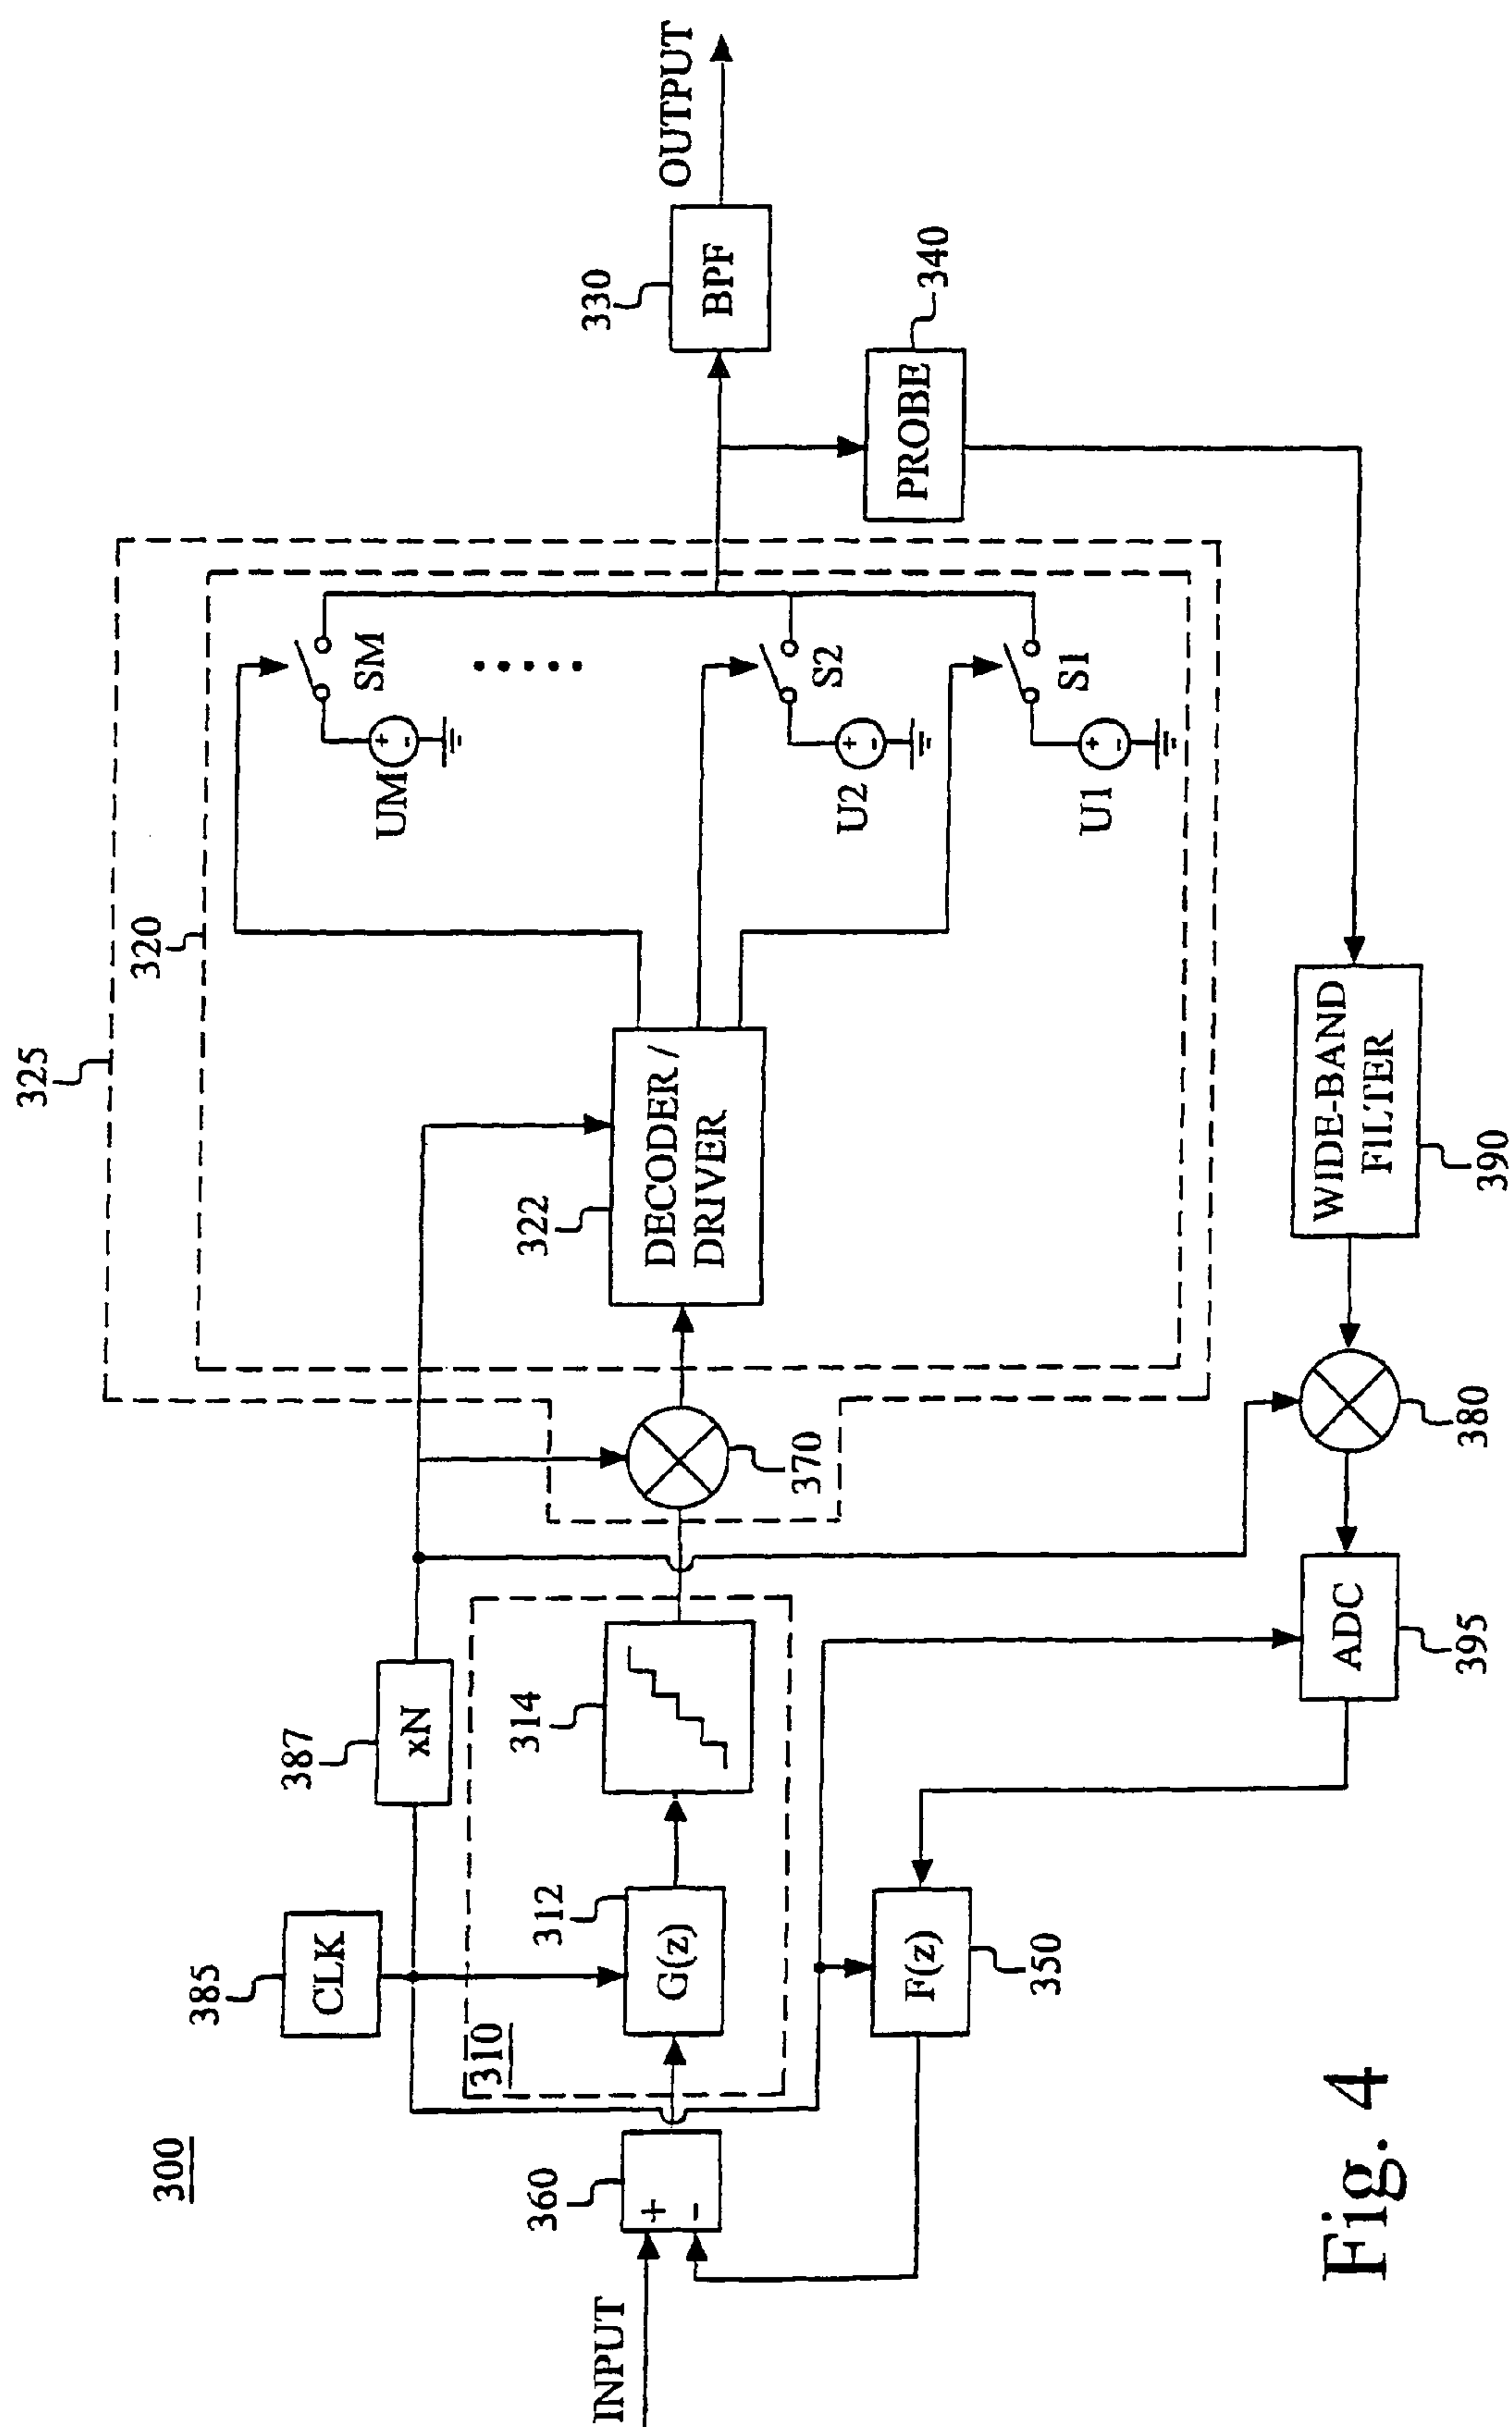 300
INPUT
360
+
-
310
385
CLK
312
G(z)
314
387
xN
370
325
320
322
DECODER /
DRIVER
UM
SM
U2
S2
U1
S1
330
BPF
OUTPUT
PROBE
340
WIDE-BAND
FILTER
390
380
ADC
395
F(z)
350
+
-
+
-
+
-
Fig. 4